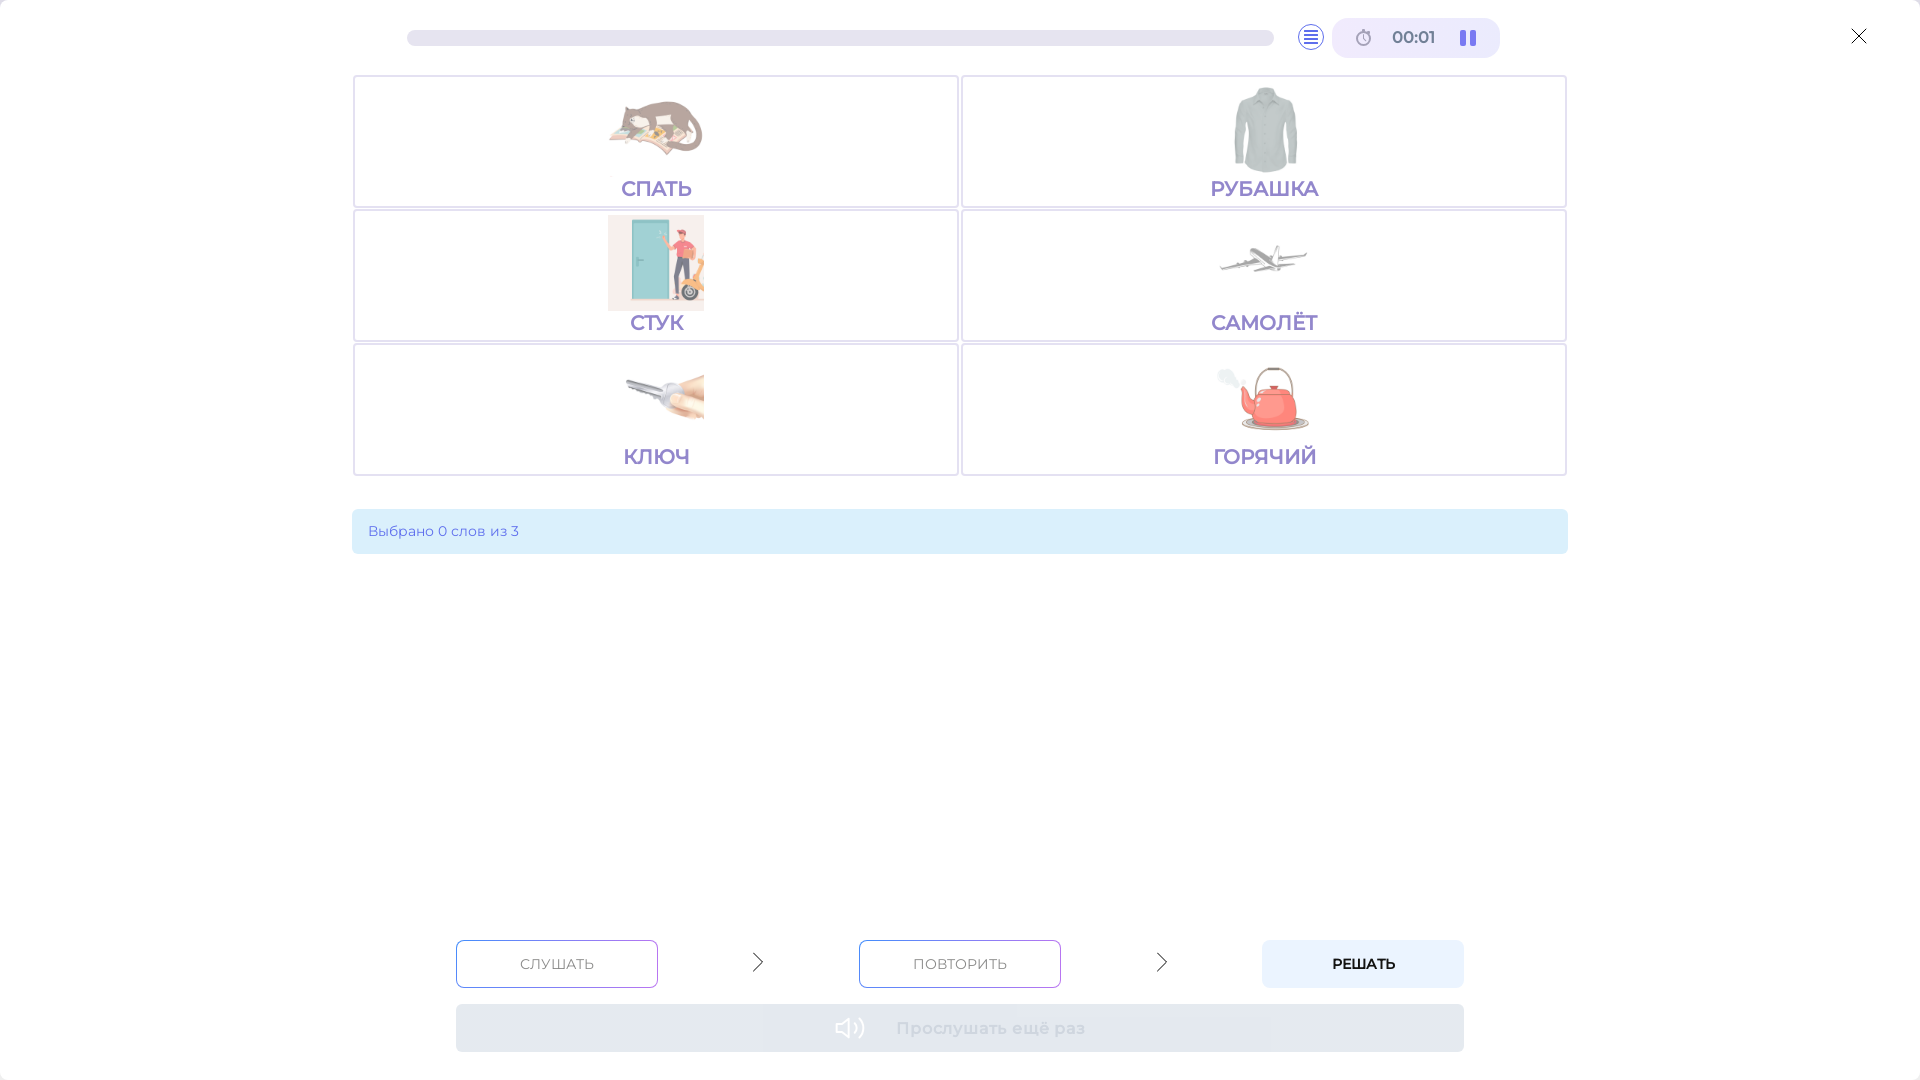 00:01
СПАТЬ
РУБАШКА
СТУК
САМОЛЁТ
КЛЮЧ
ГОРЯЧИЙ
Выбрано 0 слов из 3
СЛУШАТЬ
ПОВТОРИТЬ
РЕШАТЬ
Прослушать ещё раз